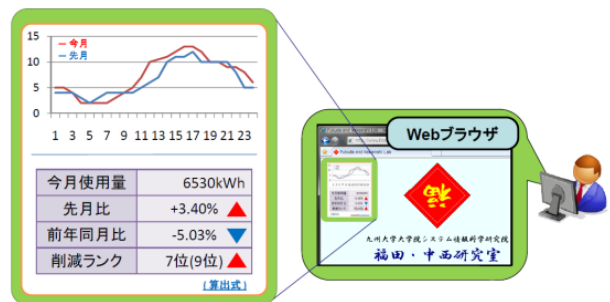 15
10
5
0
今月
先月
1 3 5 7 9 11 13 15 17 19 21 23
今月使用量 6530kWh
先月比 +3.40% ▲
前年同月比 -5.03% ▼
削減ランク 7位(9位) ▲
(算出式)
Webブラウザ
福
九州大学大学院システム情報科学研究院
福田・中西研究室